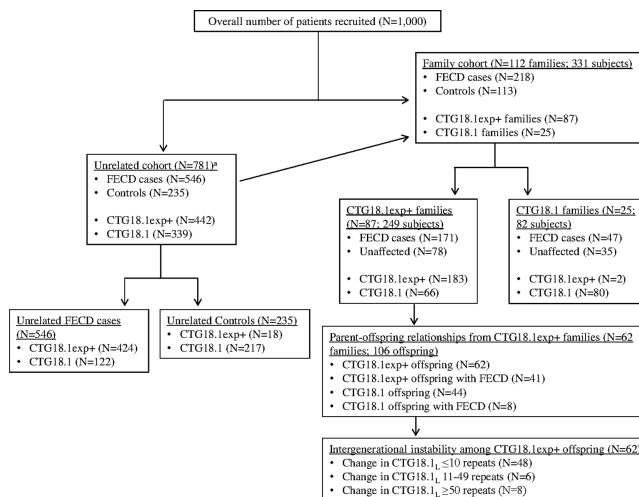 Overall number of patients recruited (N=1,000)
Family cohort (N=112 families; 331 subjects)
• FECD cases (N=218)
• Controls (N=113)
• CTG18.1exp+ families (N=87)
• CTG18.1 families (N=25)
Unrelated cohort (N=781)ª
• FECD cases (N=546)
• Controls (N=235)
• CTG18.1exp+ (N=442)
• CTG18.1 (N=339)
CTG18.1exp+ families
(N=87; 249 subjects)
• FECD cases (N=171)
• Unaffected (N=78)
• CTG18.1exp+ (N=183)
• CTG18.1 (N=66)
CTG18.1 families (N=25;
82 subjects)
• FECD cases (N=47)
• Unaffected (N=35)
• CTG18.1exp+ (N=2)
• CTG18.1 (N=80)
Unrelated FECD cases
(N=546)
• CTG18.1exp+ (N=424)
• CTG18.1 (N=122)
Unrelated Controls (N=235)
• CTG18.1exp+ (N=18)
• CTG18.1 (N=217)
Parent-offspring relationships from CTG18.1exp+ families (N=62
families; 106 offspring)
• CTG18.1exp+ offspring (N=62)
• CTG18.1exp+ offspring with FECD (N=41)
• CTG18.1 offspring (N=44)
• CTG18.1 offspring with FECD (N=8)
Intergenerational instability among CTG18.1exp+ offspring (N=62)
• Change in CTG18.1L ≤10 repeats (N=48)
• Change in CTG18.1L 11-49 repeats (N=6)
• Change in CTG18.1L ≥50 repeats (N=8)